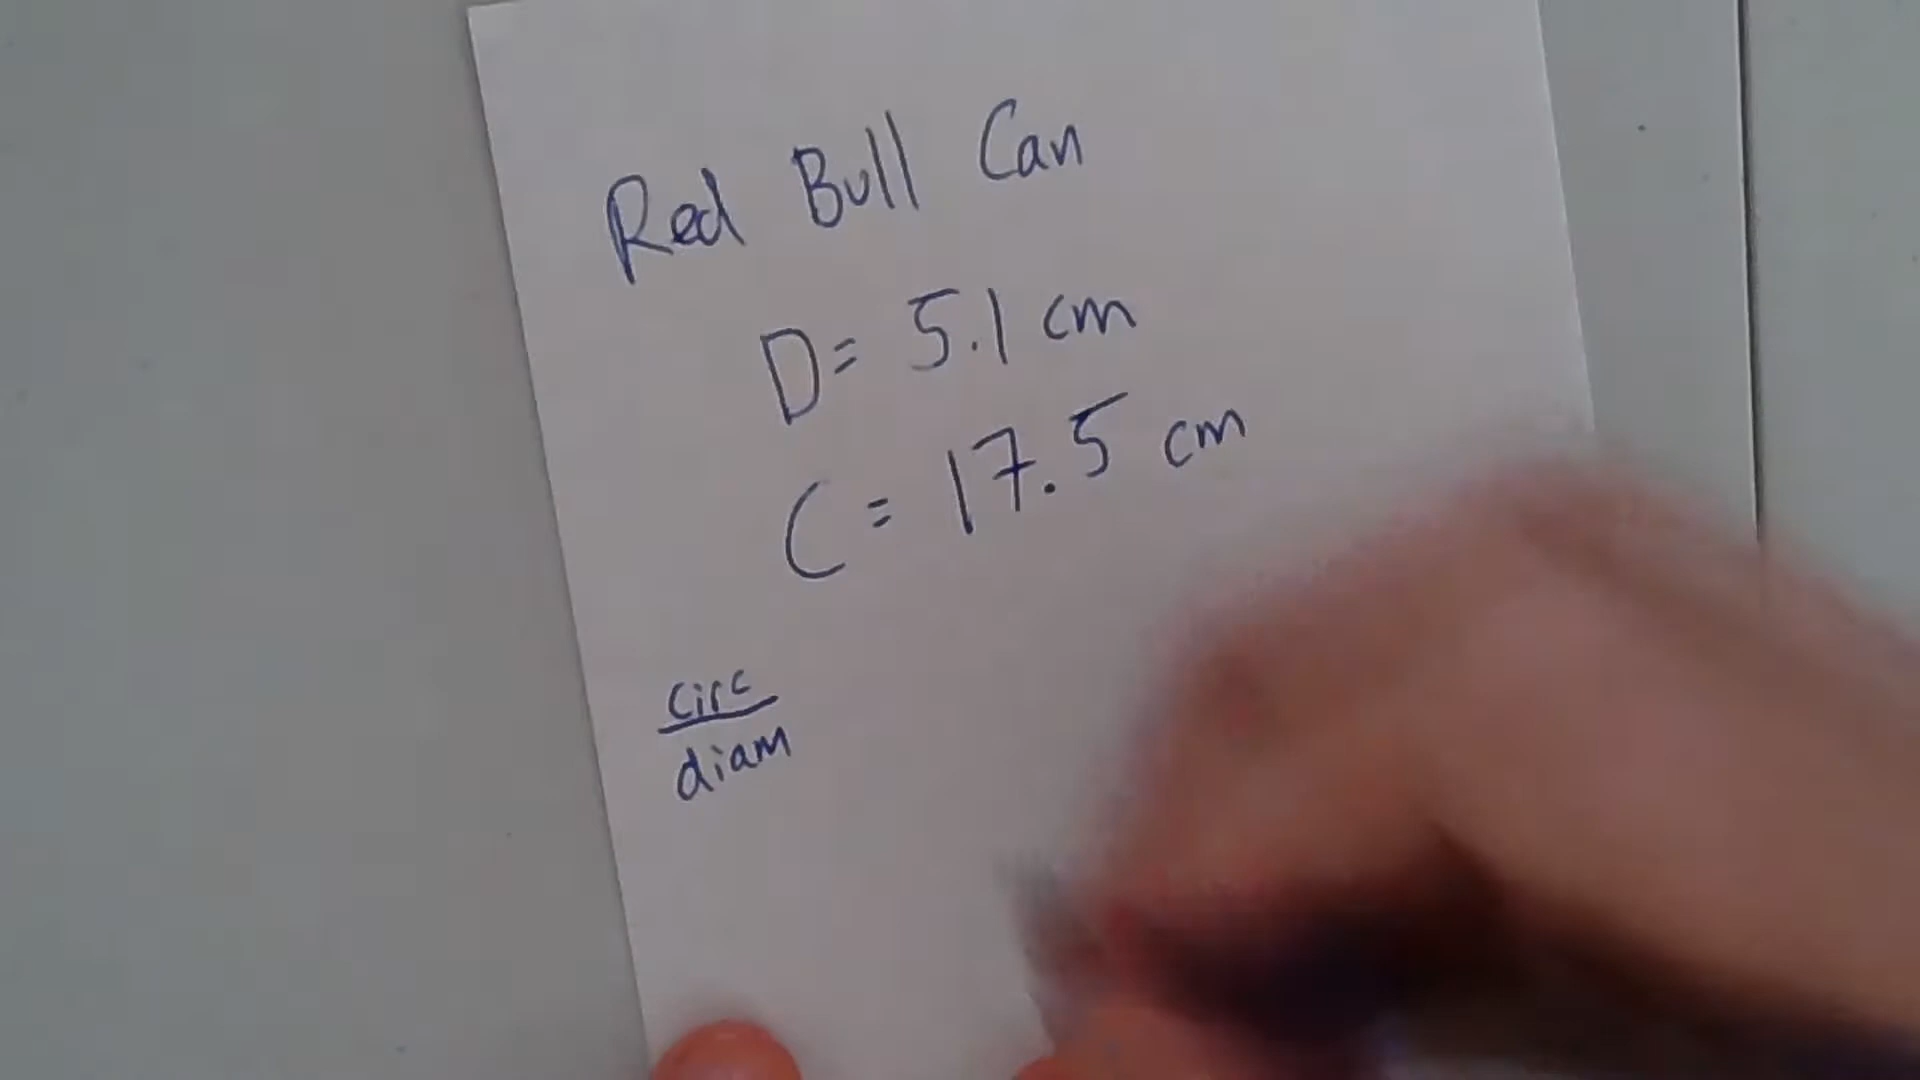 Red Bull Can
D= 5.1 cm
C = 17.5 cm
circ
diam